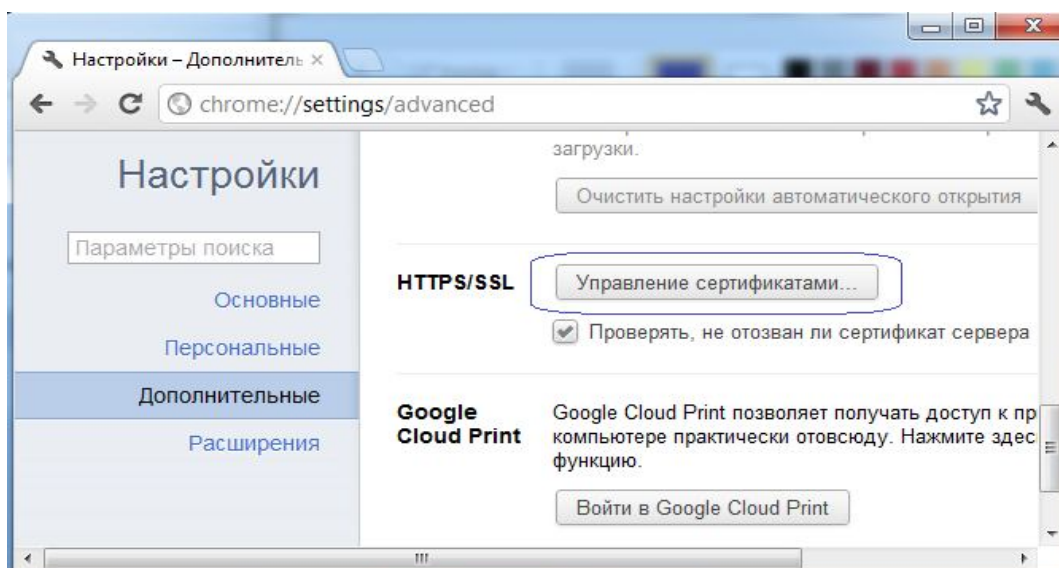 Настройки – Дополнитель
chrome://settings/advanced
Настройки
Параметры поиска
Основные
Персональные
Дополнительные
Расширения
загрузки.
Очистить настройки автоматического открытия
HTTPS/SSL
Управление сертификатами...
Проверять, не отозван ли сертификат сервера
Google
Cloud Print
Google Cloud Print позволяет получать доступ к пр
компьютере практически отовсюду. Нажмите здес
функцию.
Войти в Google Cloud Print